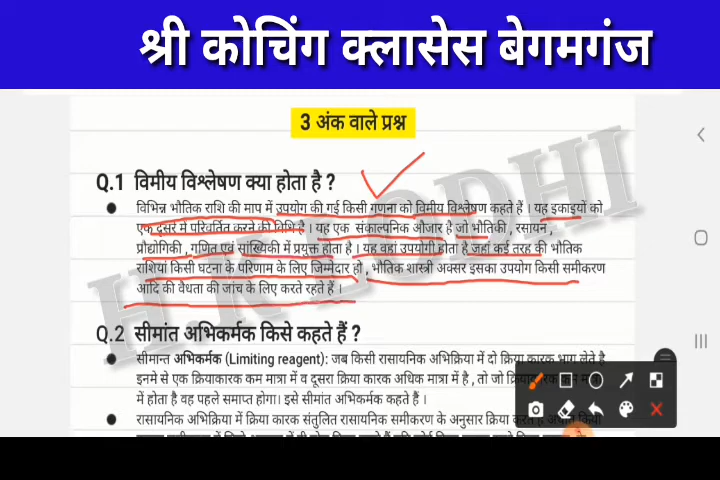 श्री कोचिंग क्लासेस बेगमगंज
3 अंक वाले प्रश्न
Q.1 विमीय विश्लेषण क्या होता है ?
विभिन्न भौतिक राशि की माप में उपयोग की गई किसी गणना को विमीय विश्लेषण कहते हैं । यह इकाइयों को
एक दूसरे में परिवर्तित करने की विधि है । यह एक संकाल्पनिक औजार है जो भौतिकी , रसायन ,
प्रौद्योगिकी , गणित एवं सांख्यिकी में प्रयुक्त होता है । यह वहां उपयोगी होता है जहां कई तरह की भौतिक
राशियां किसी घटना के परिणाम के लिए जिम्मेदार हो , भौतिक शास्त्री अक्सर इसका उपयोग किसी समीकरण
आदि की वैधता की जांच के लिए करते रहते हैं ।
Q.2 सीमांत अभिकर्मक किसे कहते हैं ?
सीमान्त अभिकर्मक (Limiting reagent): जब किसी रासायनिक अभिक्रिया में दो क्रिया कारक भाग लेते है
इनमे से एक क्रियाकारक कम मात्रा में व दूसरा क्रिया कारक अधिक मात्रा में है , तो जो क्रियाकारक कम मात्रा
में होता है वह पहले समाप्त होगा। इसे सीमांत अभिकर्मक कहते हैं ।
रासायनिक अभिक्रिया में क्रिया कारक संतुलित रासायनिक समीकरण के अनुसार क्रिया करते हैं
H K LODHI